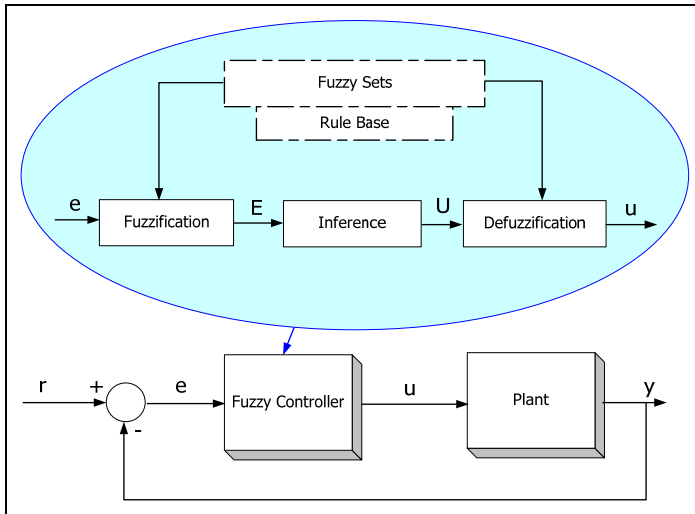 Fuzzy Sets
Rule Base
e
Fuzzification
E
Inference
U
Defuzzification
u
r
+
-
e
Fuzzy Controller
u
Plant
y